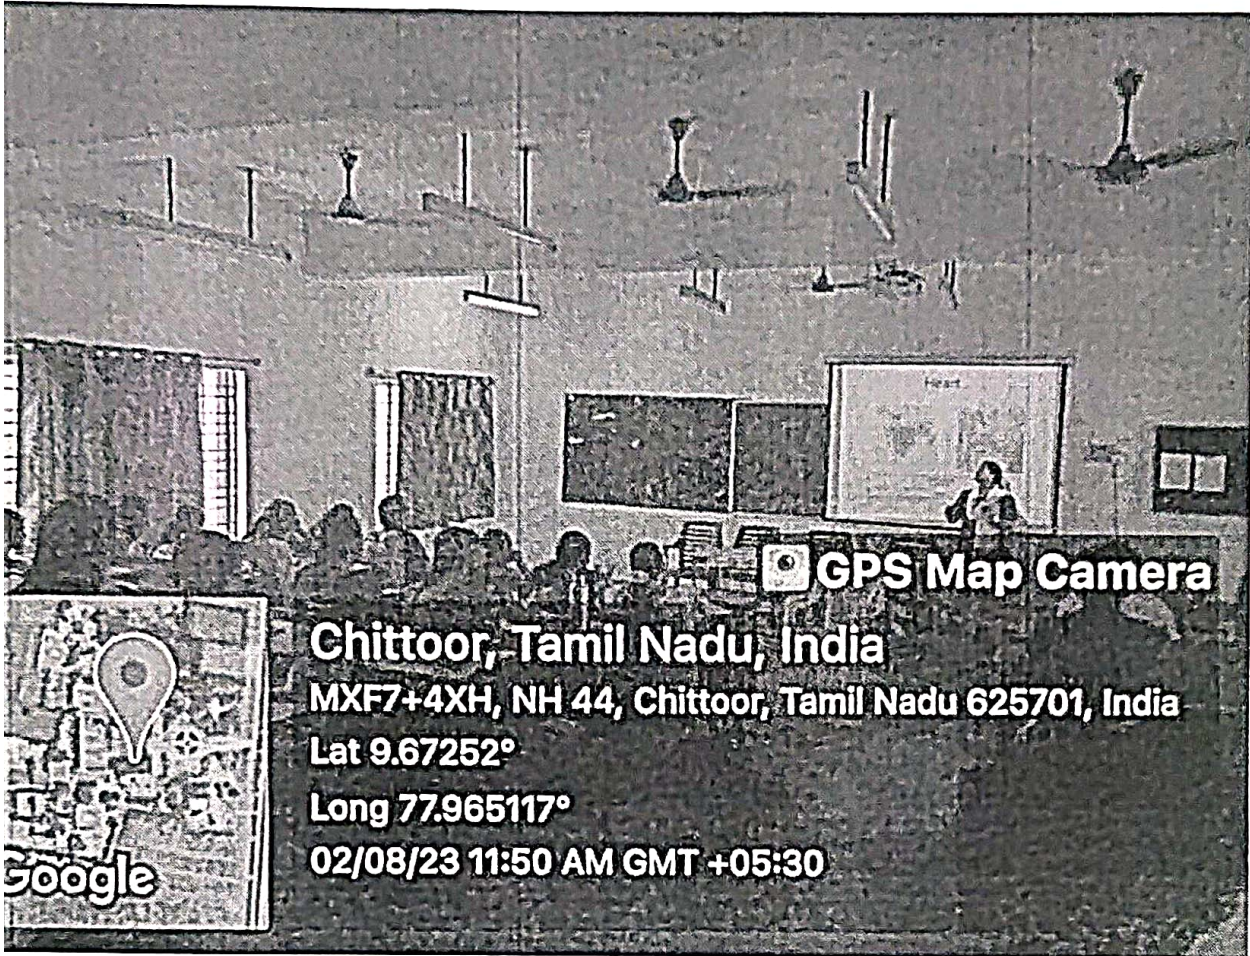 Heart
GPS Map Camera
Chittoor, Tamil Nadu, India
MXF7+4XH, NH 44, Chittoor, Tamil Nadu 625701, India
Lat 9.67252°
Long 77.965117°
02/08/23 11:50 AM GMT +05:30
Google